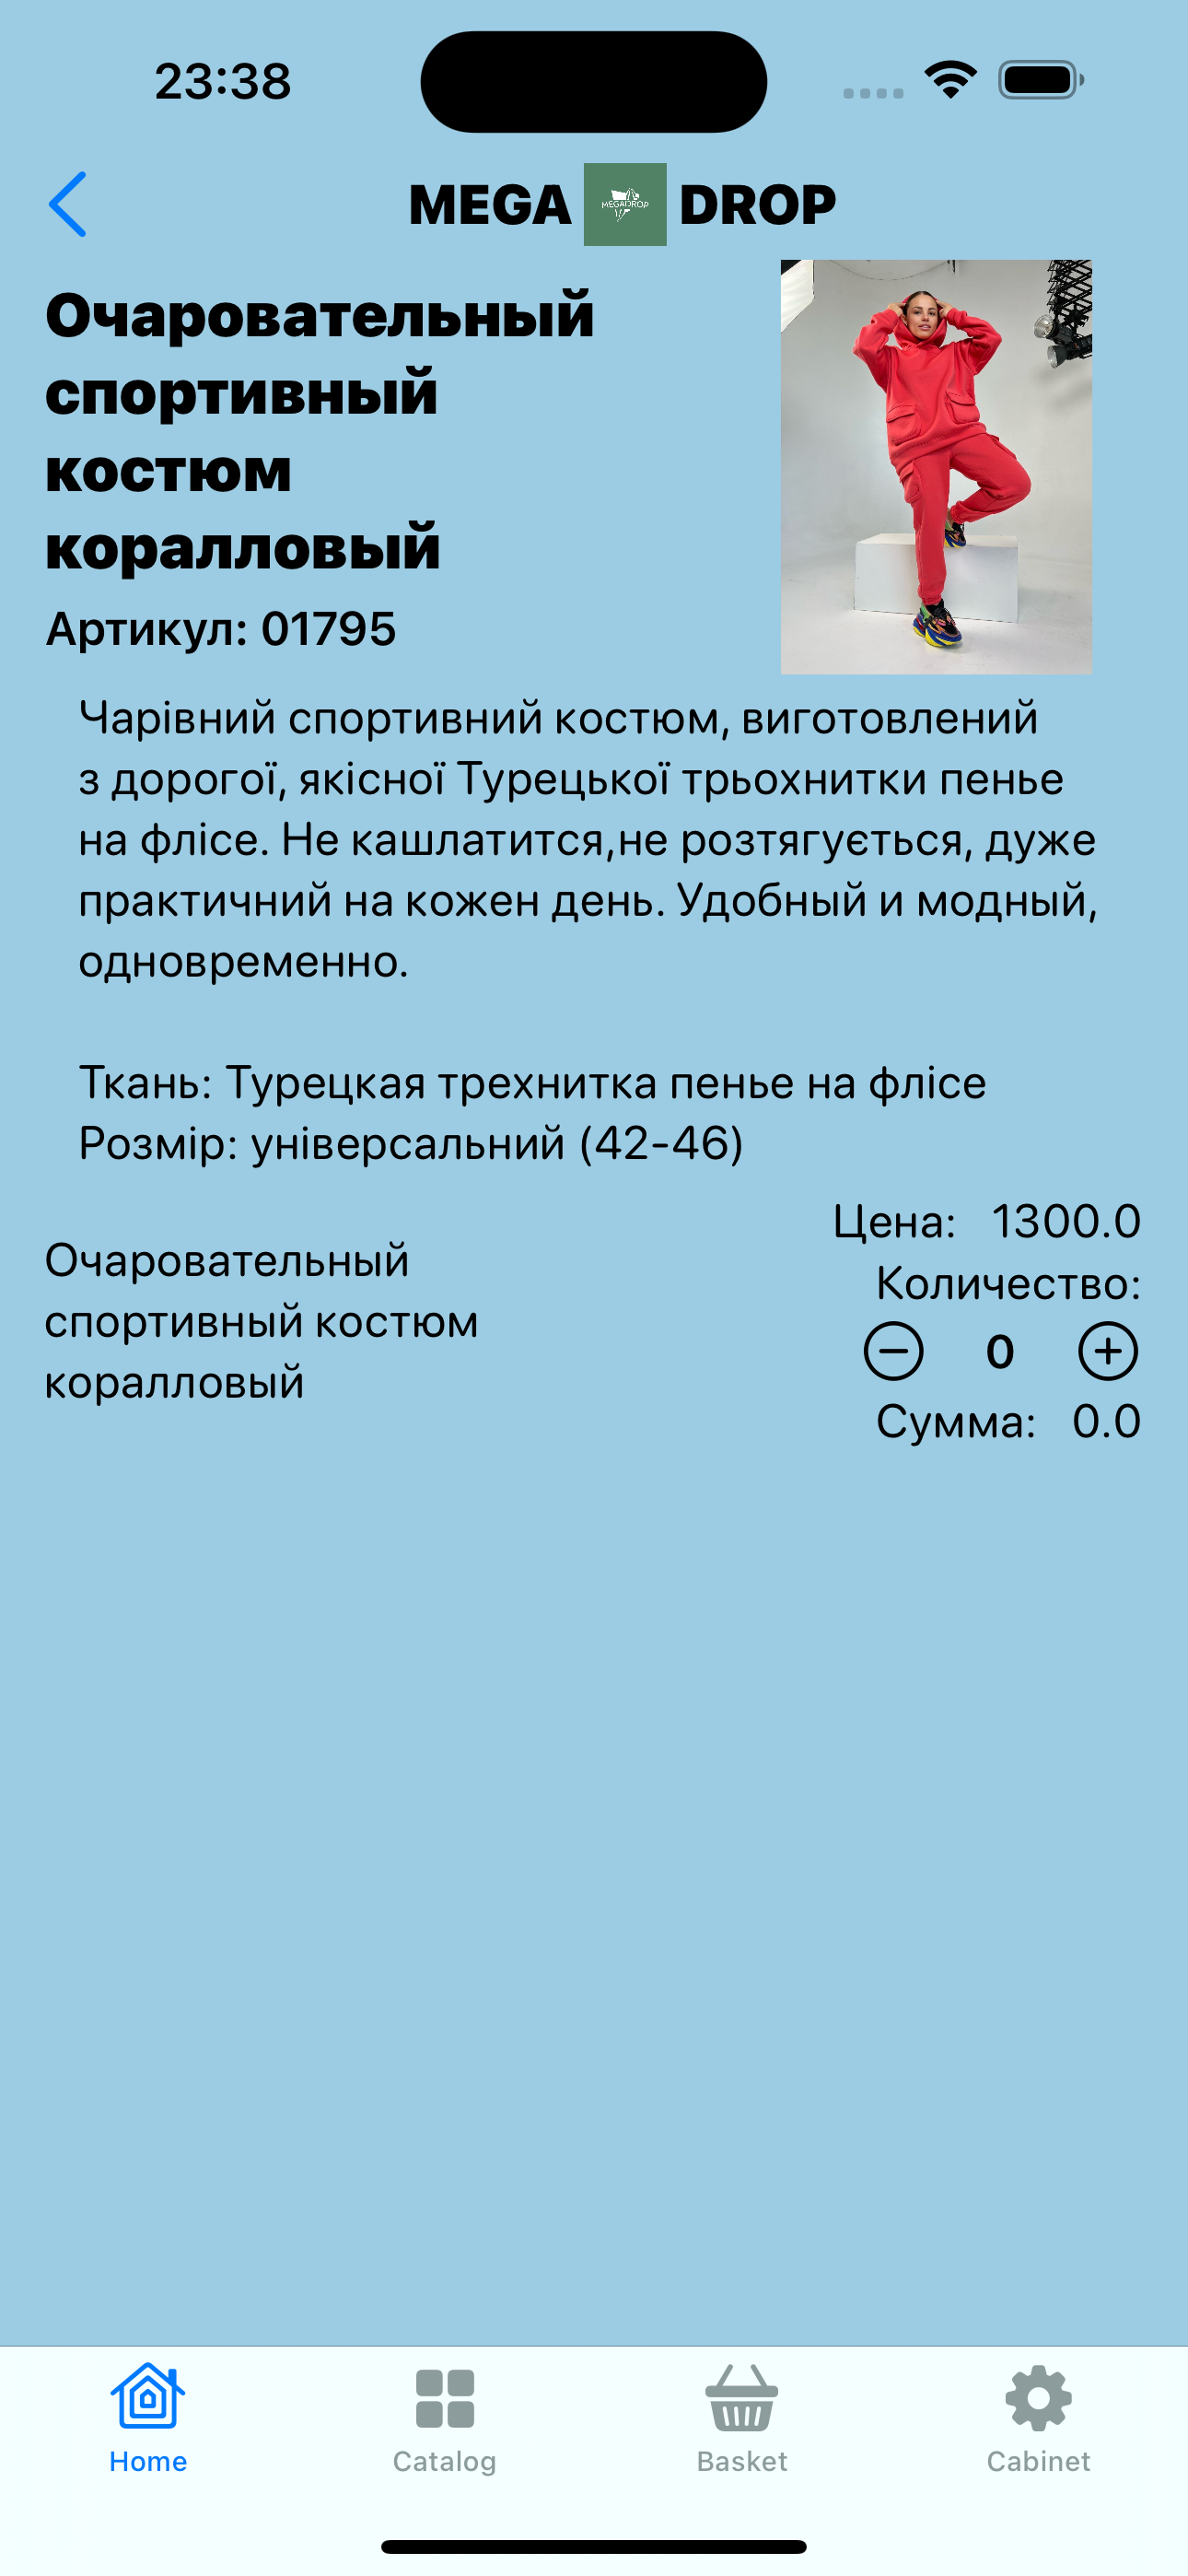 23:38
MEGA MEGADROP DROP
Очаровательный
спортивный
костюм
коралловый
Артикул: 01795
Чарівний спортивний костюм, виготовлений
з дорогої, якісної Турецької трьохнитки пенье
на флісе. Не кашлатится,не розтягується, дуже
практичний на кожен день. Удобный и модный,
одновременно.
Ткань: Турецкая трехнитка пенье на флісе
Розмір: універсальний (42-46)
Очаровательный
спортивный костюм
коралловый
Цена: 1300.0
Количество:
0
Сумма: 0.0
Home Catalog Basket Cabinet